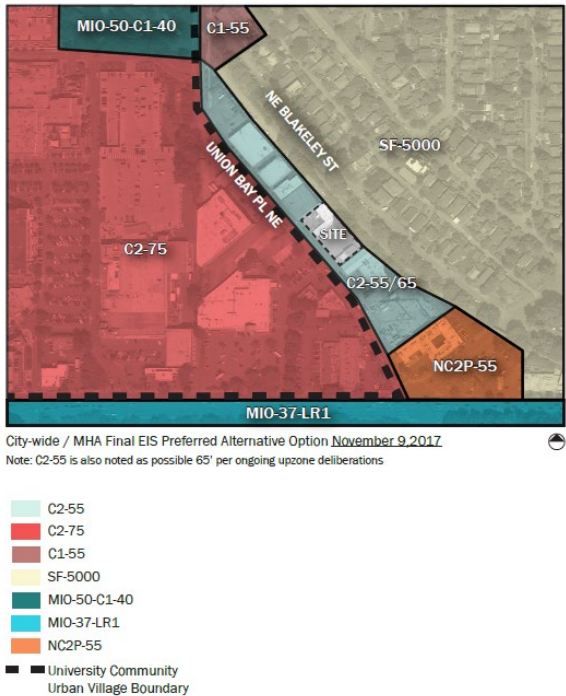 MIO-50-C1-40
C1-55
NE BLAKELEY ST
SF-5000
UNION BAY PL NE
SITE
C2-75
C2-55/65
NC2P-55
MIO-37-LR1
City-wide / MHA Final EIS Preferred Alternative Option November 9,2017
Note: C2-55 is also noted as possible 65' per ongoing upzone deliberations
C2-55
C2-75
C1-55
SF-5000
MIO-50-C1-40
MIO-37-LR1
NC2P-55
University Community
Urban Village Boundary